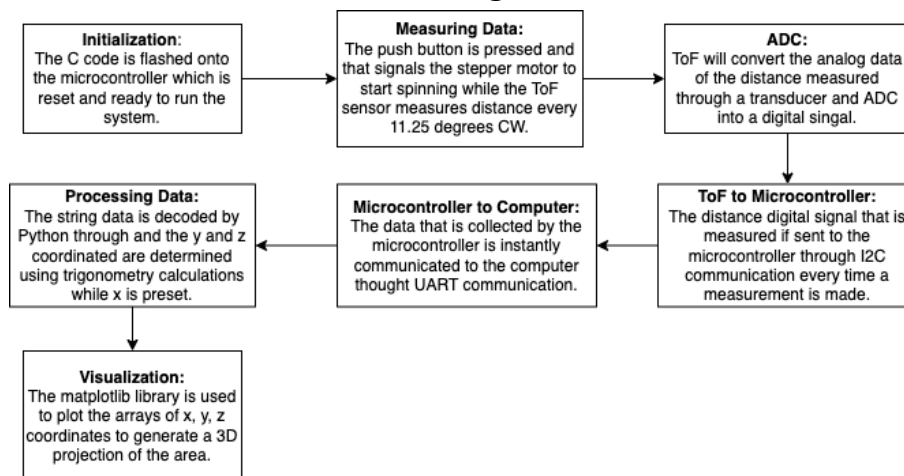 Initialization:
The C code is flashed onto
the microcontroller which is
reset and ready to run the
system.
Measuring Data:
The push button is pressed and
that signals the stepper motor to
start spinning while the ToF
sensor measures distance every
11.25 degrees CW.
ADC:
ToF will convert the analog data
of the distance measured
through a transducer and ADC
into a digital singal.
ToF to Microcontroller:
The distance digital signal that is
measured if sent to the
microcontroller through I2C
communication every time a
measurement is made.
Microcontroller to Computer:
The data that is collected by the
microcontroller is instantly
communicated to the computer
thought UART communication.
Processing Data:
The string data is decoded by
Python through and the y and z
coordinated are determined
using trigonometry calculations
while x is preset.
Visualization:
The matplotlib library is used
to plot the arrays of x, y, z
coordinates to generate a 3D
projection of the area.